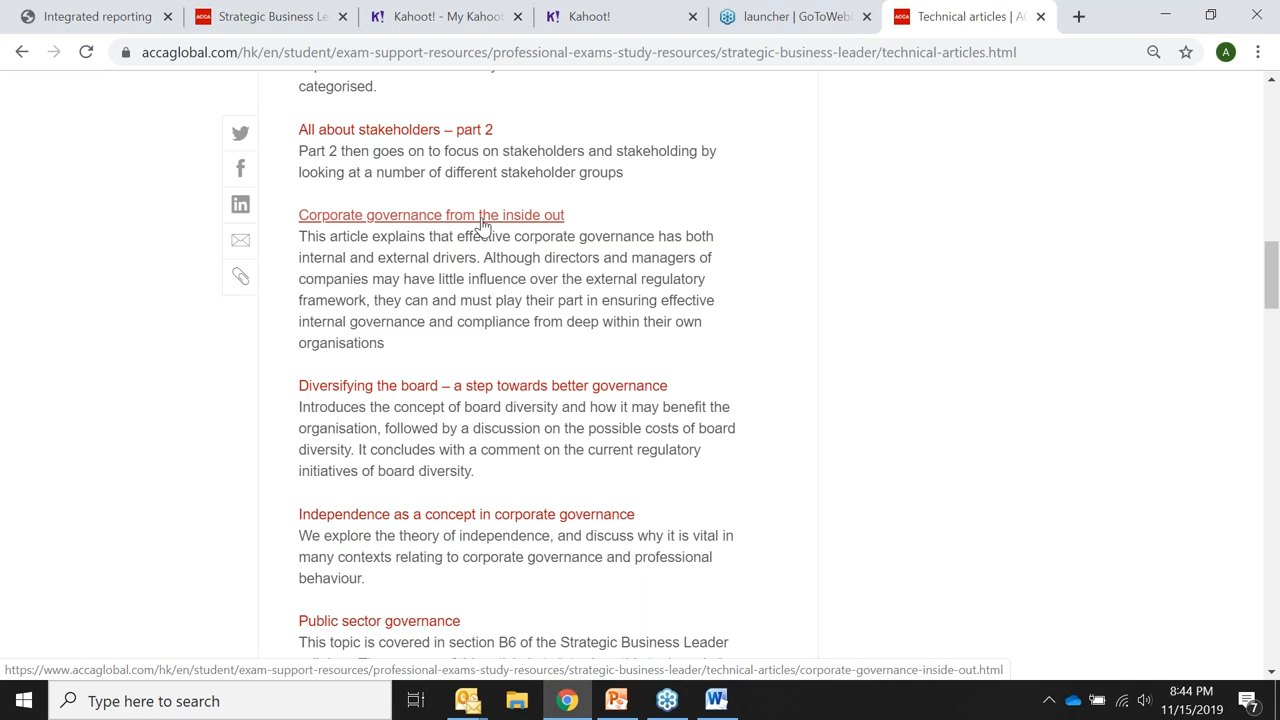 Integrated reporting
ACCA
Strategic Business Le
Kahoot! - My Kahoot
Kahoot!
launcher | GoToWeb
ACCA
Technical articles | AC
accaglobal.com/hk/en/student/exam-support-resources/professional-exams-study-resources/strategic-business-leader/technical-articles.html
A
categorised.
All about stakeholders – part 2
Part 2 then goes on to focus on stakeholders and stakeholding by
looking at a number of different stakeholder groups
Corporate governance from the inside out
This article explains that effective corporate governance has both
internal and external drivers. Although directors and managers of
companies may have little influence over the external regulatory
framework, they can and must play their part in ensuring effective
internal governance and compliance from deep within their own
organisations
Diversifying the board – a step towards better governance
Introduces the concept of board diversity and how it may benefit the
organisation, followed by a discussion on the possible costs of board
diversity. It concludes with a comment on the current regulatory
initiatives of board diversity.
Independence as a concept in corporate governance
We explore the theory of independence, and discuss why it is vital in
many contexts relating to corporate governance and professional
behaviour.
Public sector governance
This topic is covered in section B6 of the Strategic Business Leader
https://www.accaglobal.com/hk/en/student/exam-support-resources/professional-exams-study-resources/strategic-business-leader/technical-articles/corporate-governance-inside-out.html
Type here to search
8:44 PM
11/15/2019
7